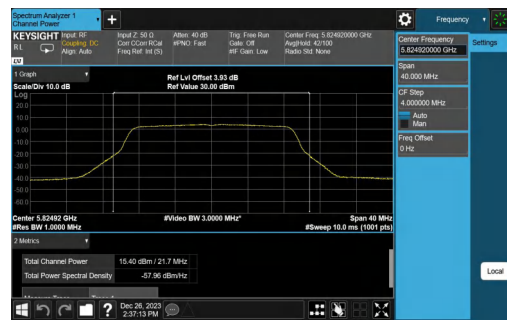 Spectrum Analyzer 1
Channel Power
+
Frequency
KEYSIGHT
RL
LV
Input: RF
Coupling: DC
Align: Auto
Input Z: 50 Ω
Corr CCorr RCal
Freq Ref: Int (S)
Atten: 40 dB
#PNO: Fast
Trig: Free Run
Gate: Off
#IF Gain: Low
Center Freq: 5.824920000 GHz
Avg|Hold: 42/100
Radio Std: None
Center Frequency
5.824920000 GHz
Settings
Span
40.000 MHz
CF Step
4.000000 MHz
Auto
Man
Freq Offset
0 Hz
Local
1 Graph
Scale/Div 10.0 dB
Ref Lvl Offset 3.93 dB
Ref Value 30.00 dBm
Log
20.0
10.0
0.00
-10.0
-20.0
-30.0
-40.0
-50.0
-60.0
Center 5.82492 GHz
#Res BW 1.0000 MHz
#Video BW 3.0000 MHz*
Span 40 MHz
#Sweep 10.0 ms (1001 pts)
2 Metrics
Total Channel Power 15.40 dBm / 21.7 MHz
Total Power Spectral Density -57.96 dBm/Hz
? Dec 26, 2023
2:37:13 PM